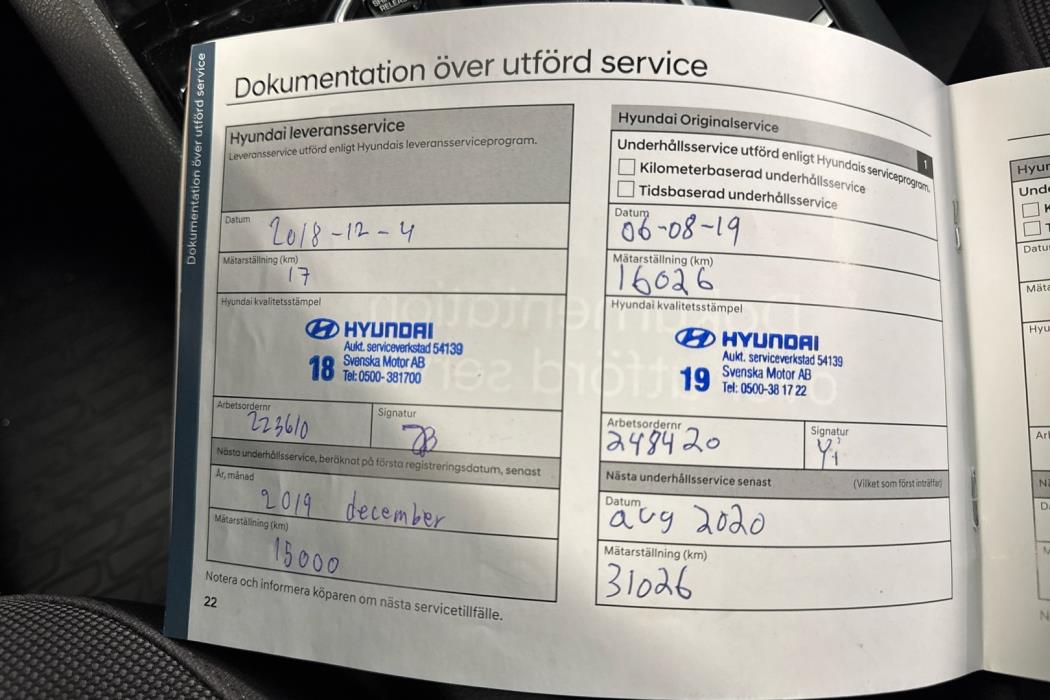 Dokumentation över utförd service
Dokumentation över utförd service
Hyundai leveransservice
Leveransservice utförd enligt Hyundais leveransserviceprogram.
Datum
2018-12-4
Mätarställning (km)
17
Hyundai kvalitetsstämpel
HYUNDAI
Aukt. serviceverkstad 54139
18 Svenska Motor AB
Tel: 0500-381700
Arbetsordernr
223610
Signatur
Nästa underhållsservice, beräknat på första registreringsdatum, senast
År, månad
2019 december
Mätarställning (km)
15000
Notera och informera köparen om nästa servicetillfälle.
22
Hyundai Originalservice
1
Underhållsservice utförd enligt Hyundais serviceprogram.
Kilometerbaserad underhållsservice
Tidsbaserad underhållsservice
Datum
06-08-19
Mätarställning (km)
16026
Hyundai kvalitetsstämpel
HYUNDAI
Aukt. serviceverkstad 54139
19 Svenska Motor AB
Tel: 0500-38 17 22
Arbetsordernr
248420
Signatur
Nästa underhållsservice senast (Vilket som först inträffar)
Datum
aug 2020
Mätarställning (km)
31026